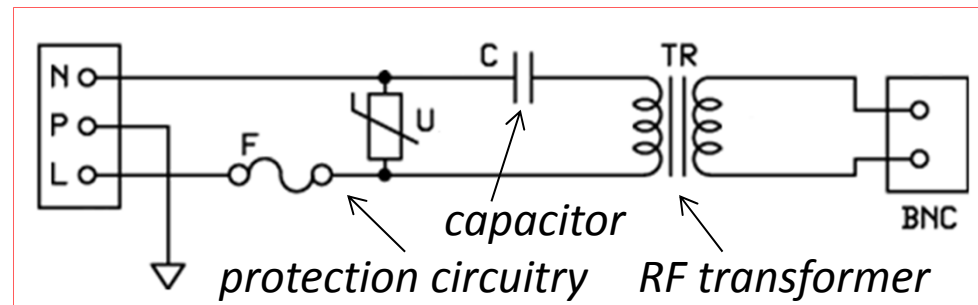 C TR
N
P
F U
L
BNC
capacitor
protection circuitry RF transformer